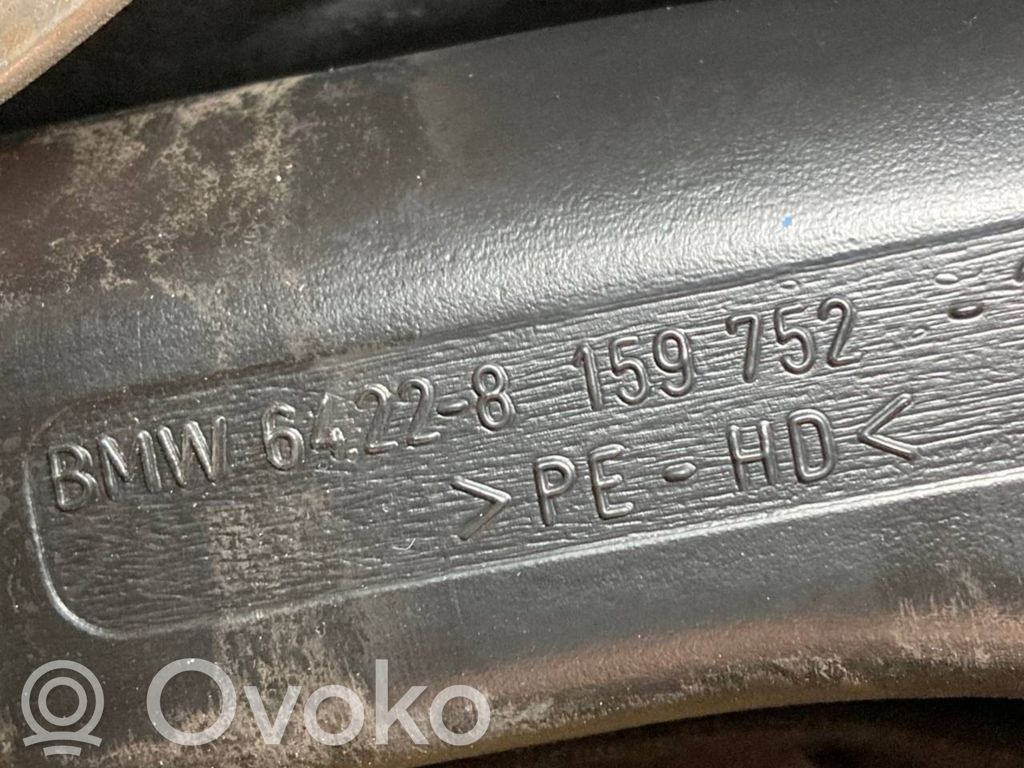 BMW 64.22-8 159 752 -
>PE-HD<
Ovoko